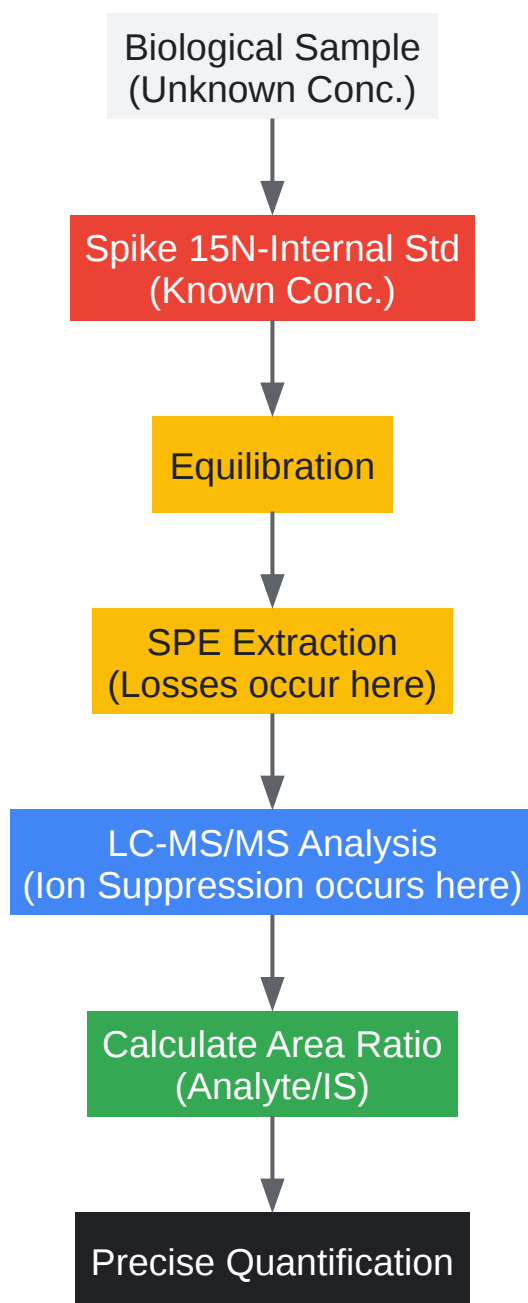 Biological Sample
(Unknown Conc.)
Spike 15N-Internal Std
(Known Conc.)
Equilibration
SPE Extraction
(Losses occur here)
LC-MS/MS Analysis
(Ion Suppression occurs here)
Calculate Area Ratio
(Analyte/IS)
Precise Quantification